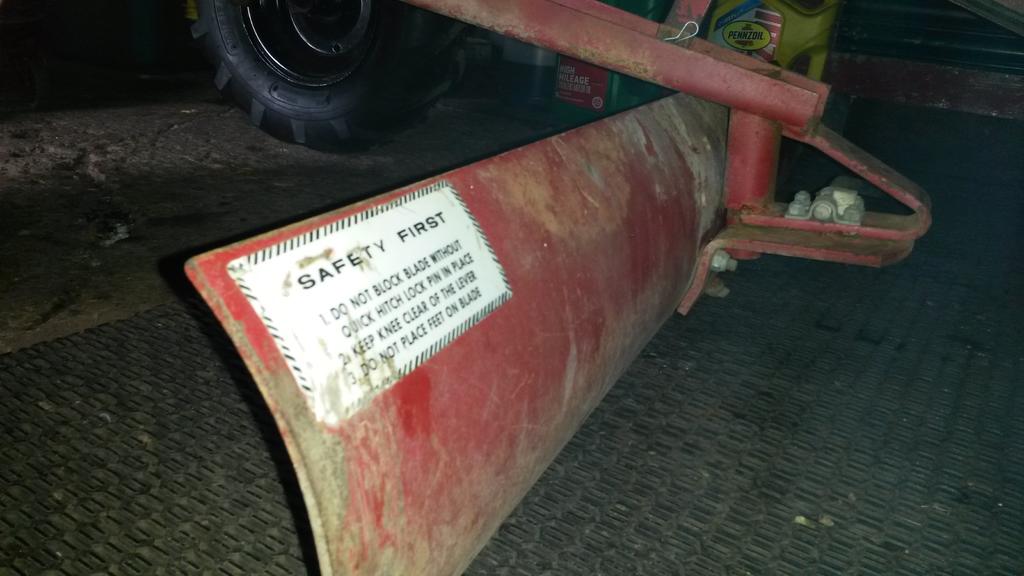 SAFETY FIRST
1. DO NOT BLOCK BLADE WITHOUT
QUICK HITCH LOCK PIN IN PLACE
2. KEEP KNEE CLEAR OF THE LEVER
3. DO NOT PLACE FEET ON BLADE
PENNZOIL
HIGH
MILEAGE